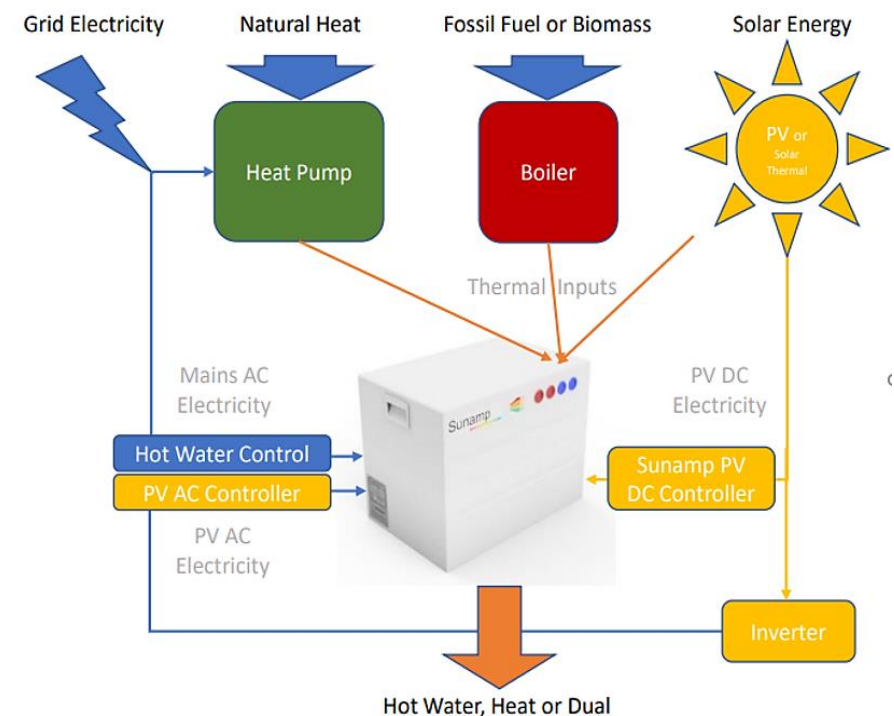 Grid Electricity
Natural Heat
Fossil Fuel or Biomass
Solar Energy
Heat Pump
Boiler
PV or
Solar
Thermal
Thermal Inputs
Mains AC
Electricity
PV DC
Electricity
Sunamp
Hot Water Control
PV AC Controller
Sunamp PV
DC Controller
PV AC
Electricity
Inverter
Hot Water, Heat or Dual